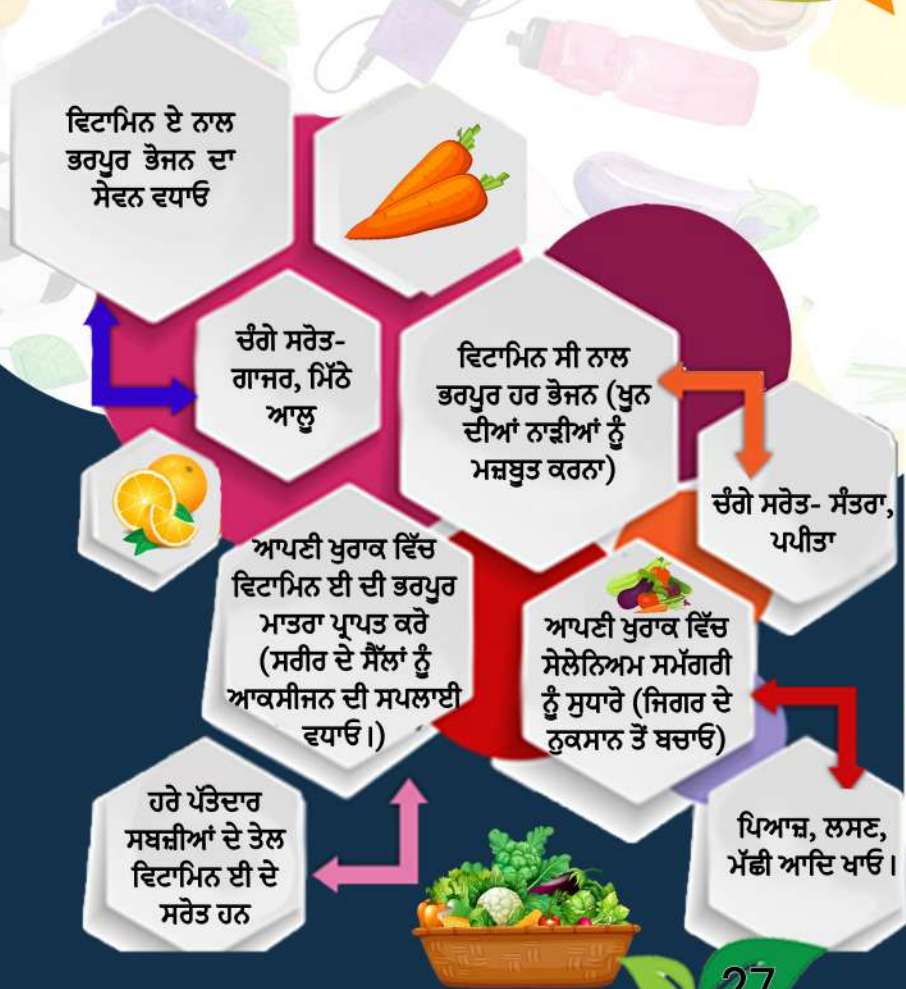 ਵਿਟਾਮਿਨ ਏ ਨਾਲ
ਭਰਪੂਰ ਭੋਜਨ ਦਾ
ਸੇਵਨ ਵਧਾਓ
ਚੰਗੇ ਸਰੋਤ-
ਗਾਜਰ, ਮਿੱਠੇ
ਆਲੂ
ਵਿਟਾਮਿਨ ਸੀ ਨਾਲ
ਭਰਪੂਰ ਹਰ ਭੋਜਨ (ਖੂਨ
ਦੀਆਂ ਨਾੜੀਆਂ ਨੂੰ
ਮਜ਼ਬੂਤ ਕਰਨਾ)
ਚੰਗੇ ਸਰੋਤ- ਸੰਤਰਾ,
ਪਪੀਤਾ
ਆਪਣੀ ਖੁਰਾਕ ਵਿੱਚ
ਵਿਟਾਮਿਨ ਈ ਦੀ ਭਰਪੂਰ
ਮਾਤਰਾ ਪ੍ਰਾਪਤ ਕਰੋ
(ਸਰੀਰ ਦੇ ਸੈੱਲਾਂ ਨੂੰ
ਆਕਸੀਜਨ ਦੀ ਸਪਲਾਈ
ਵਧਾਓ।)
ਹਰੇ ਪੱਤੇਦਾਰ
ਸਬਜ਼ੀਆਂ ਦੇ ਤੇਲ
ਵਿਟਾਮਿਨ ਈ ਦੇ
ਸਰੋਤ ਹਨ
ਆਪਣੀ ਖੁਰਾਕ ਵਿੱਚ
ਸੇਲੇਨਿਅਮ ਸਮੱਗਰੀ
ਨੂੰ ਸੁਧਾਰੋ (ਜਿਗਰ ਦੇ
ਨੁਕਸਾਨ ਤੋਂ ਬਚਾਓ)
ਪਿਆਜ਼, ਲਸਣ,
ਮੱਛੀ ਆਦਿ ਖਾਓ।
27